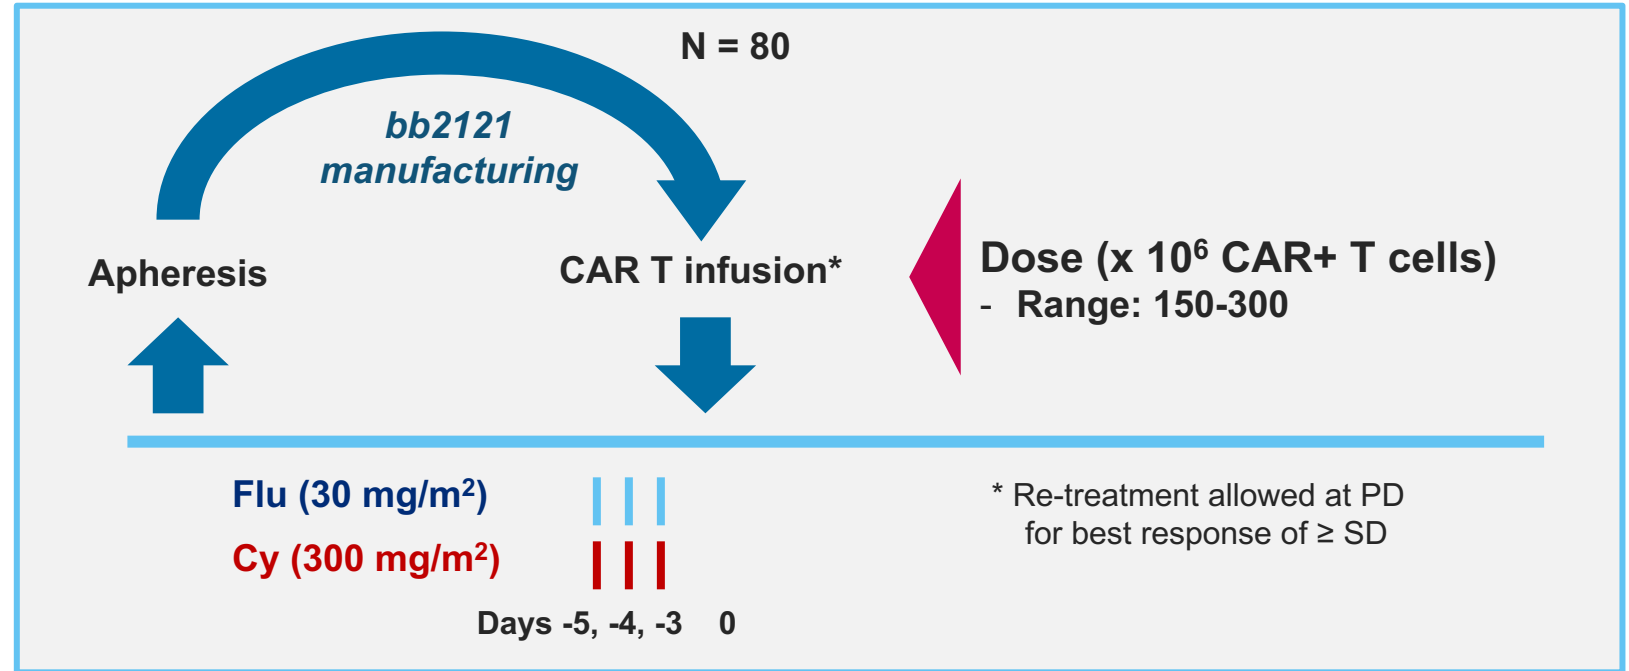 N = 80
bb2121
manufacturing
Apheresis
CAR T infusion*
Dose (x 10⁶ CAR+ T cells)
- Range: 150-300
Flu (30 mg/m²)
Cy (300 mg/m²)
Days -5, -4, -3 0
* Re-treatment allowed at PD
for best response of ≥ SD